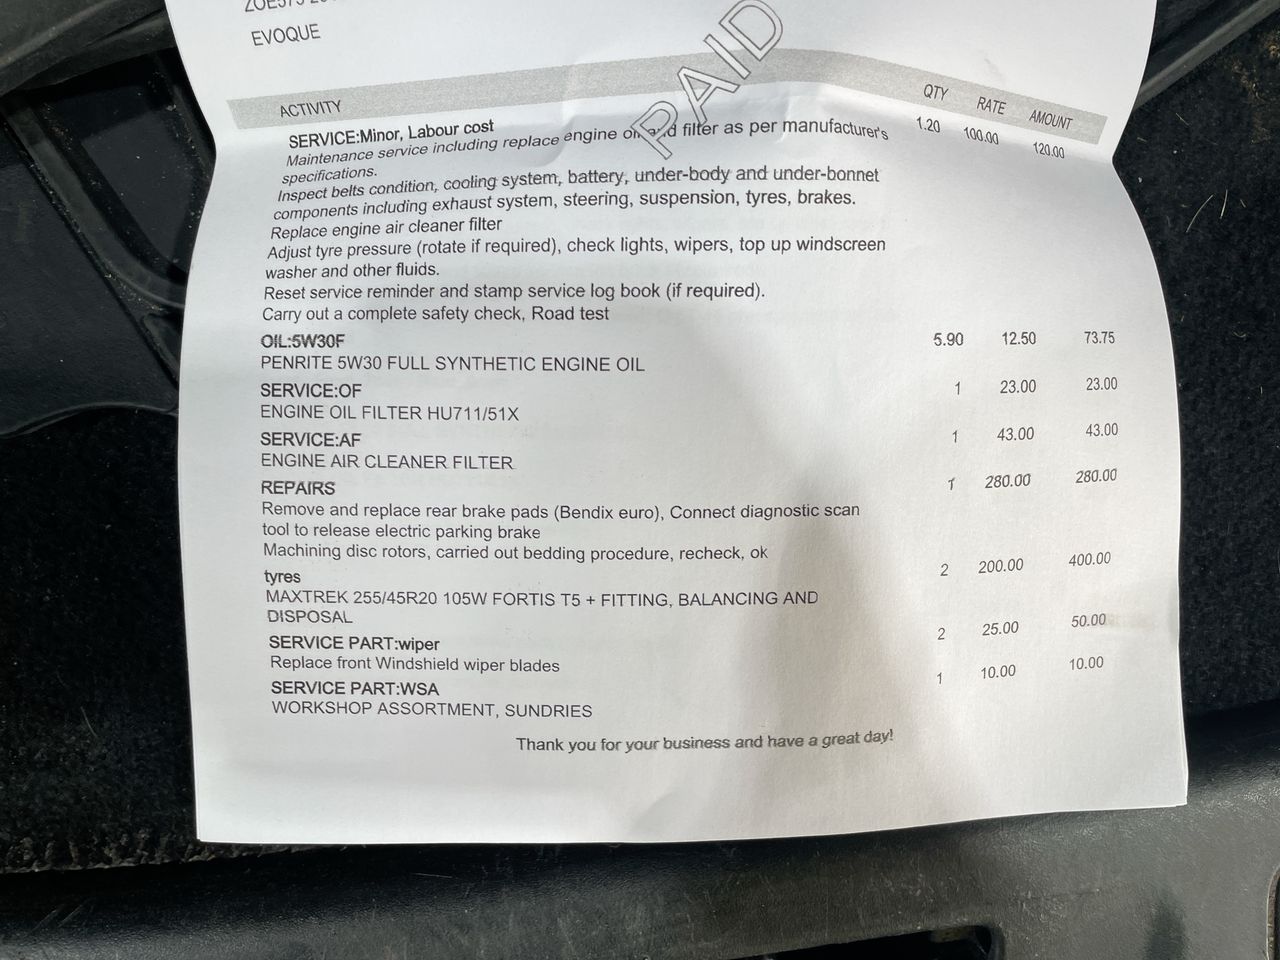 EVOQUE
PAID
ACTIVITY QTY RATE AMOUNT
SERVICE:Minor, Labour cost 1.20 100.00 120.00
Maintenance service including replace engine oil and filter as per manufacturer's
specifications.
Inspect belts condition, cooling system, battery, under-body and under-bonnet
components including exhaust system, steering, suspension, tyres, brakes.
Replace engine air cleaner filter
Adjust tyre pressure (rotate if required), check lights, wipers, top up windscreen
washer and other fluids.
Reset service reminder and stamp service log book (if required).
Carry out a complete safety check, Road test
OIL:5W30F 5.90 12.50 73.75
PENRITE 5W30 FULL SYNTHETIC ENGINE OIL
SERVICE:OF 1 23.00 23.00
ENGINE OIL FILTER HU711/51X
SERVICE:AF 1 43.00 43.00
ENGINE AIR CLEANER FILTER
REPAIRS 1 280.00 280.00
Remove and replace rear brake pads (Bendix euro), Connect diagnostic scan
tool to release electric parking brake
Machining disc rotors, carried out bedding procedure, recheck, ok
tyres 2 200.00 400.00
MAXTREK 255/45R20 105W FORTIS T5 + FITTING, BALANCING AND
DISPOSAL
SERVICE PART:wiper 2 25.00 50.00
Replace front Windshield wiper blades
SERVICE PART:WSA 1 10.00 10.00
WORKSHOP ASSORTMENT, SUNDRIES
Thank you for your business and have a great day!